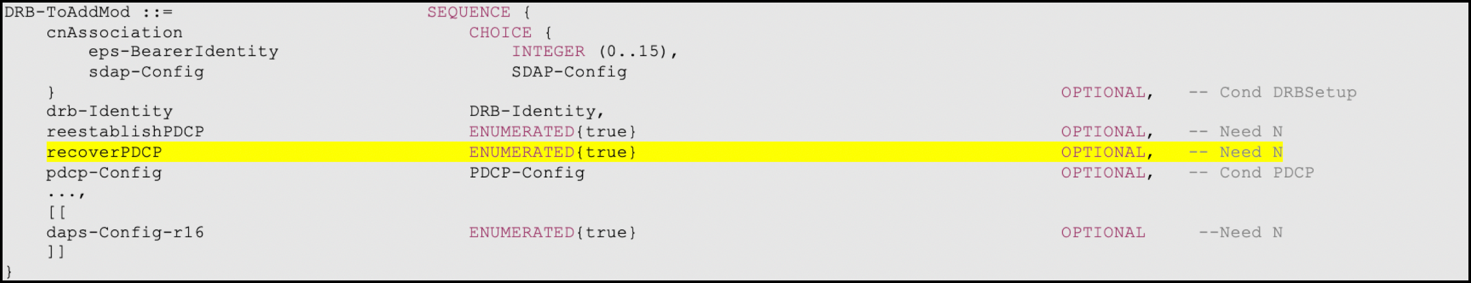 DRB-ToAddMod ::= SEQUENCE {
cnAssociation CHOICE {
eps-BearerIdentity INTEGER (0..15),
sdap-Config SDAP-Config
} OPTIONAL, -- Cond DRBSetup
drb-Identity DRB-Identity,
reestablishPDCP ENUMERATED{true} OPTIONAL, -- Need N
recoverPDCP ENUMERATED{true} OPTIONAL, -- Need N
pdcp-Config PDCP-Config OPTIONAL, -- Cond PDCP
...,
[[
daps-Config-r16 ENUMERATED{true} OPTIONAL --Need N
]]
}